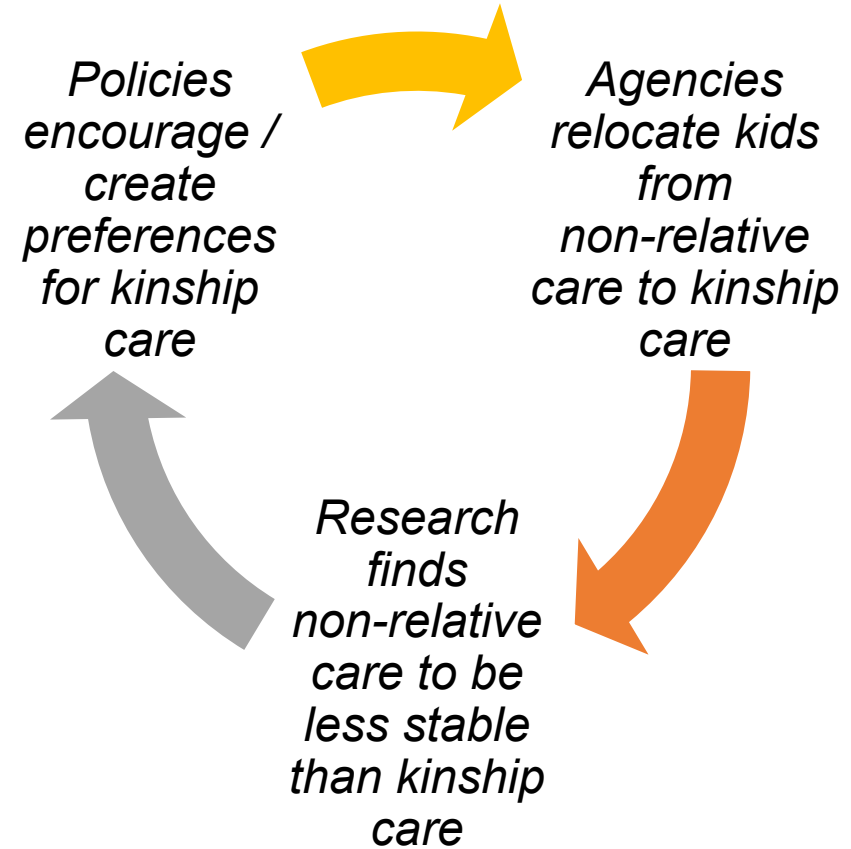 Policies
encourage /
create
preferences
for kinship
care
Agencies
relocate kids
from
non-relative
care to kinship
care
Research
finds
non-relative
care to be
less stable
than kinship
care